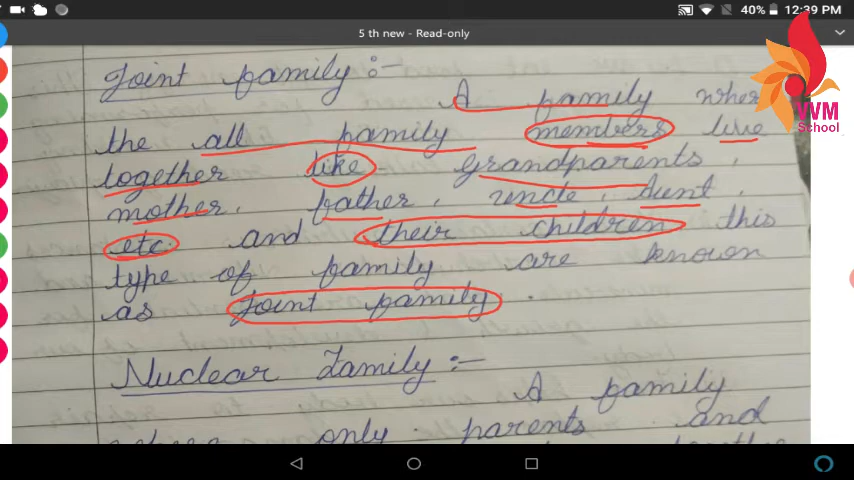 40% 12:39 PM
5 th new - Read-only
VVM
School
Joint family :-
A family wher
the all family members live
together like grandparents,
mother, father, uncle, Aunt,
etc. and their children this
type of family are known
as Joint family.
Nuclear Family :-
A family
only parents and